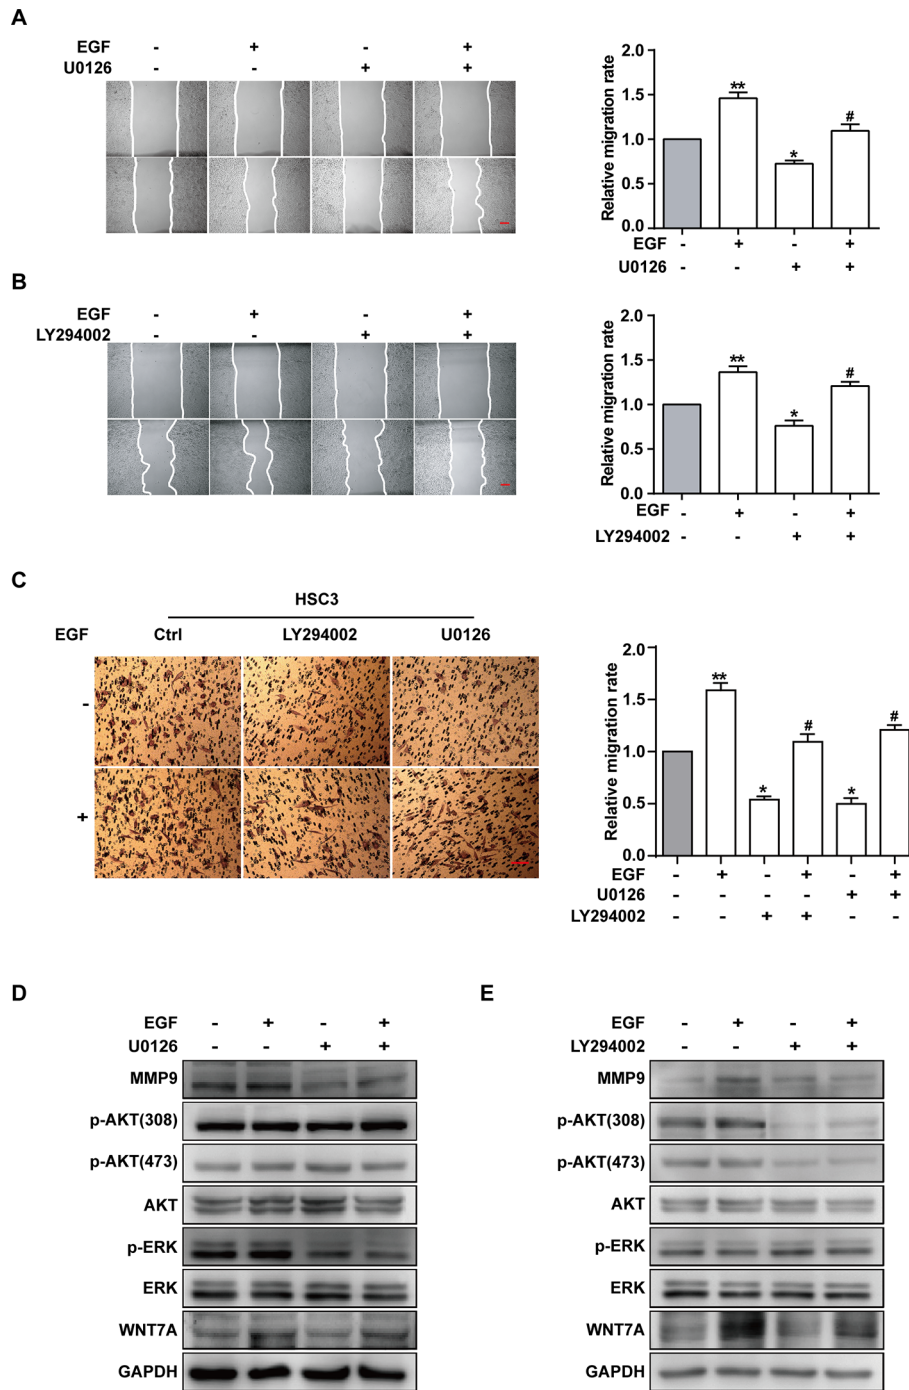 A
EGF - + - +
U0126 - - + +
Relative migration rate
2.0
1.5
1.0
0.5
0.0
** * #
EGF - + - +
U0126 - - + +
B
EGF - + - +
LY294002 - - + +
Relative migration rate
2.0
1.5
1.0
0.5
0.0
** * #
EGF - + - +
LY294002 - - + +
C
HSC3
EGF Ctrl LY294002 U0126
-
+
Relative migration rate
2.0
1.5
1.0
0.5
0.0
** * # * #
EGF - + - + - +
U0126 - - - - + +
LY294002 - - + + - -
D
EGF - + - +
U0126 - - + +
MMP9
p-AKT(308)
p-AKT(473)
AKT
p-ERK
ERK
WNT7A
GAPDH
E
EGF - + - +
LY294002 - - + +
MMP9
p-AKT(308)
p-AKT(473)
AKT
p-ERK
ERK
WNT7A
GAPDH